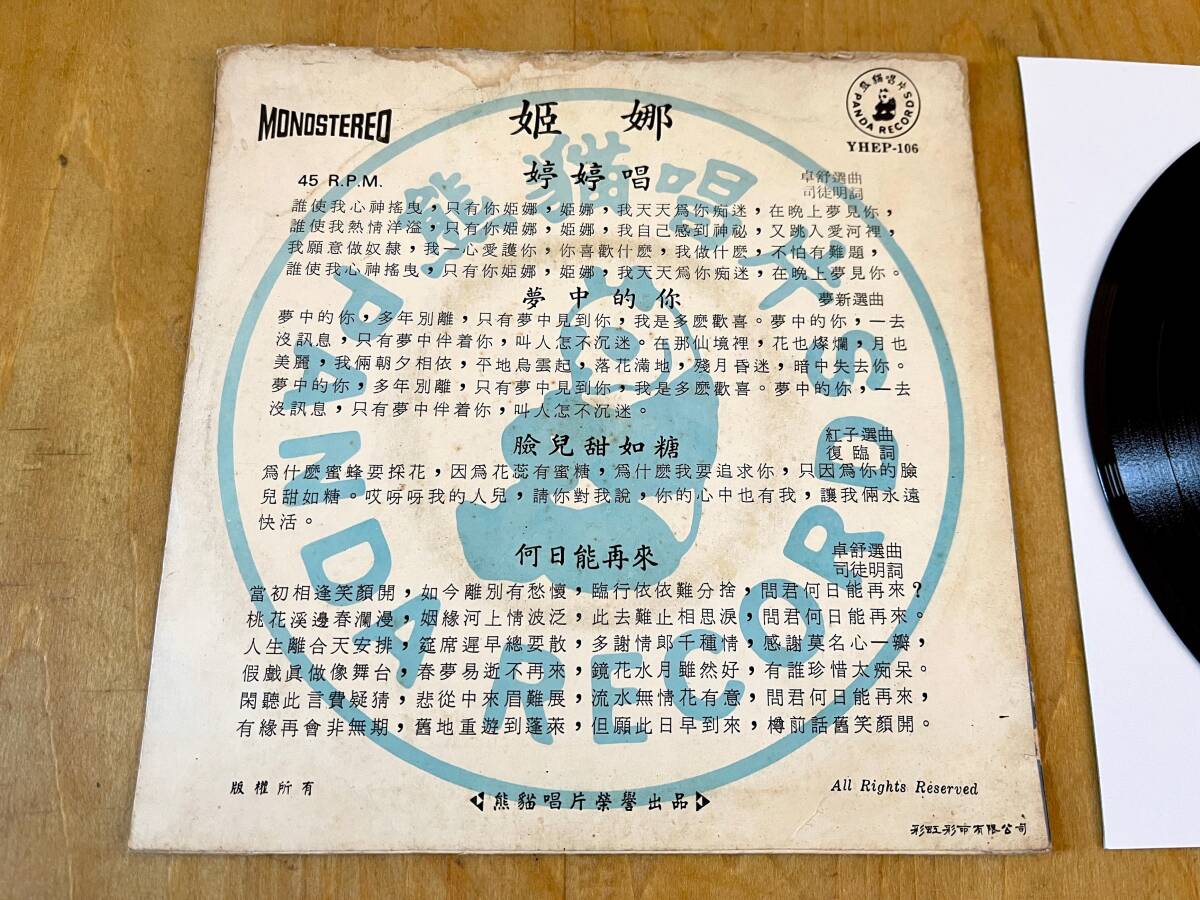 MONOSTEREO
姬娜
熊貓唱片 PANDA RECORDS
YHEP-106
45 R.P.M.
婷婷唱
卓舒選曲
司徒明詞
誰使我心神搖曳，只有你姬娜，姬娜，我天天爲你痴迷，在晚上夢見你，
誰使我熱情洋溢，只有你姬娜，姬娜，我自己感到神祕，又跳入愛河裡，
我願意做奴隷，我一心愛護你，你喜歡什麽，我做什麽，不怕有難題，
誰使我心神搖曳，只有你姬娜，姬娜，我天天爲你痴迷，在晚上夢見你。
夢中的你
夢新選曲
夢中的你，多年別離，只有夢中見到你，我是多麽歡喜。夢中的你，一去
沒訊息，只有夢中伴着你，叫人怎不沉迷。在那仙境裡，花也燦爛，月也
美麗，我倆朝夕相依，平地烏雲起，落花滿地，殘月昏迷，暗中失去你。
夢中的你，多年別離，只有夢中見到你，我是多麽歡喜。夢中的你，一去
沒訊息，只有夢中伴着你，叫人怎不沉迷。
臉兒甜如糖
紅子選曲
復臨詞
爲什麽蜜蜂要採花，因爲花蕊有蜜糖，爲什麽我要追求你，只因爲你的臉
兒甜如糖。哎呀呀我的人兒，請你對我說，你的心中也有我，讓我倆永遠
快活。
何日能再來
卓舒選曲
司徒明詞
當初相逢笑顏開，如今離別有愁懷，臨行依依難分捨，問君何日能再來？
桃花溪邊春瀾漫，姻緣河上情波泛，此去難止相思淚，問君何日能再來。
人生離合天安排，筵席遲早總要散，多謝情郎千種情，感謝莫名心一瓣，
假戲眞做像舞台，春夢易逝不再來，鏡花水月雖然好，有誰珍惜太痴呆。
閑聽此言費疑猜，悲從中來眉難展，流水無情花有意，問君何日能再來，
有緣再會非無期，舊地重遊到蓬萊，但願此日早到來，樽前話舊笑顏開。
熊貓唱片
PANDA RECORDS
版權所有
All Rights Reserved
熊貓唱片榮譽出品
彩虹彩印有限公司